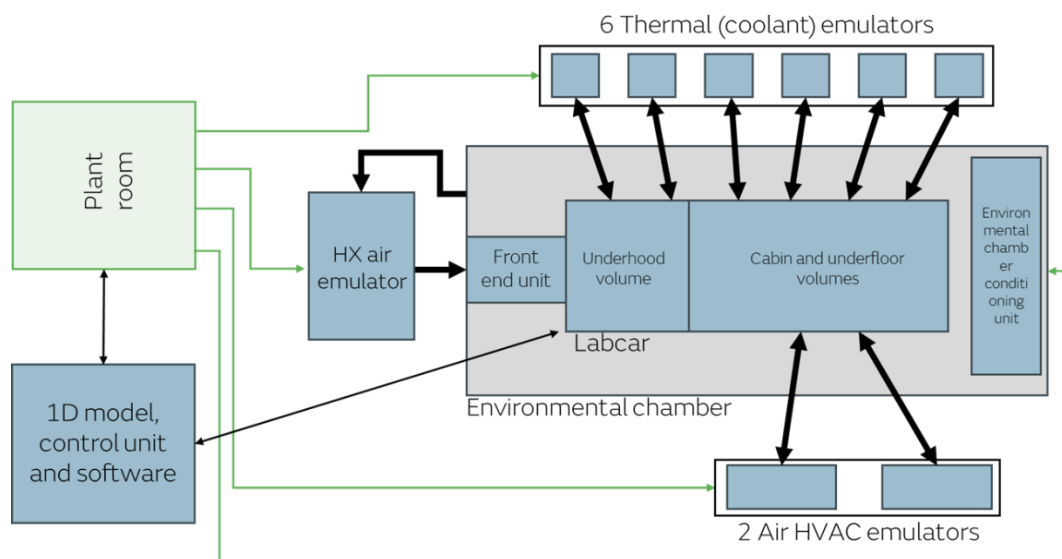 6 Thermal (coolant) emulators
Plant
room
HX air
emulator
Front
end unit
Underhood
volume
Cabin and underfloor
volumes
Environ
mental
chamb
er
conditi
oning
unit
Labcar
Environmental chamber
1D model,
control unit
and software
2 Air HVAC emulators